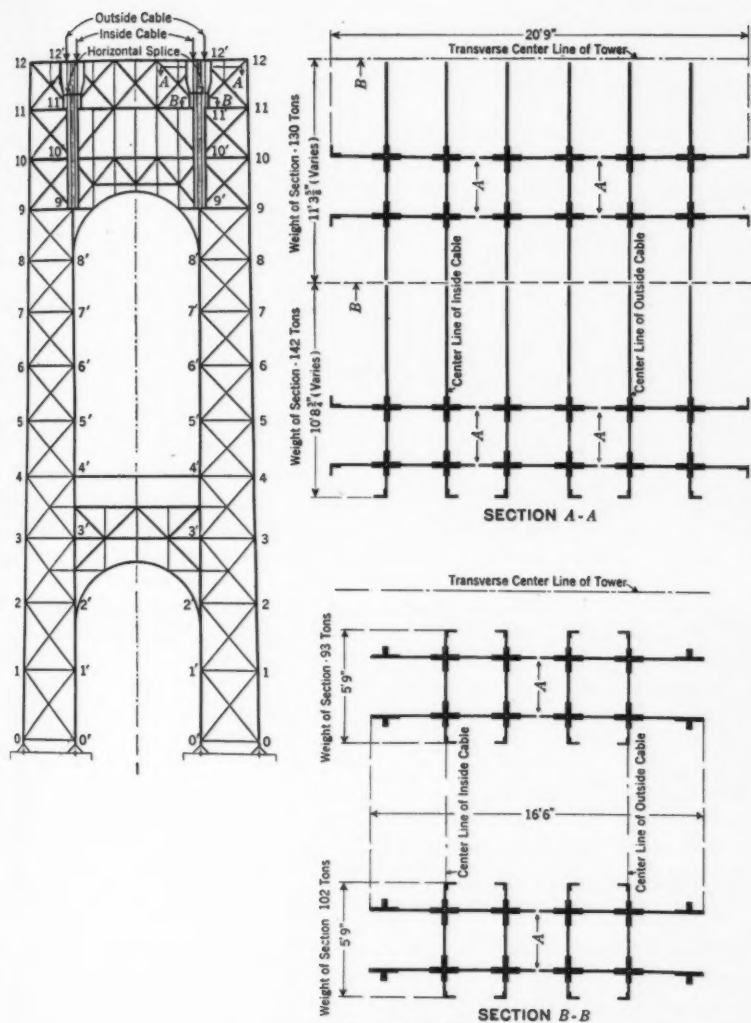 Outside Cable
Inside Cable
Horizontal Splice
12 12' 12' 12
A A
B B
11 11' 11' 11
10 10' 10' 10
9 9' 9' 9
8 8' 8' 8
7 7' 7' 7
6 6' 6' 6
5 5' 5' 5
4 4' 4' 4
3 3' 3' 3
2 2' 2' 2
1 1' 1' 1
0 0' 0' 0
20'9"
Transverse Center Line of Tower
B
Weight of Section - 130 Tons
11' 3 5/8" (Varies)
A A
Center Line of Inside Cable
Center Line of Outside Cable
B
Weight of Section - 142 Tons
10' 8 3/4" (Varies)
A A
SECTION A-A
Transverse Center Line of Tower
Weight of Section - 93 Tons
5'9"
A
Center Line of Inside Cable
Center Line of Outside Cable
16'6"
Weight of Section 102 Tons
5'9"
A
SECTION B-B